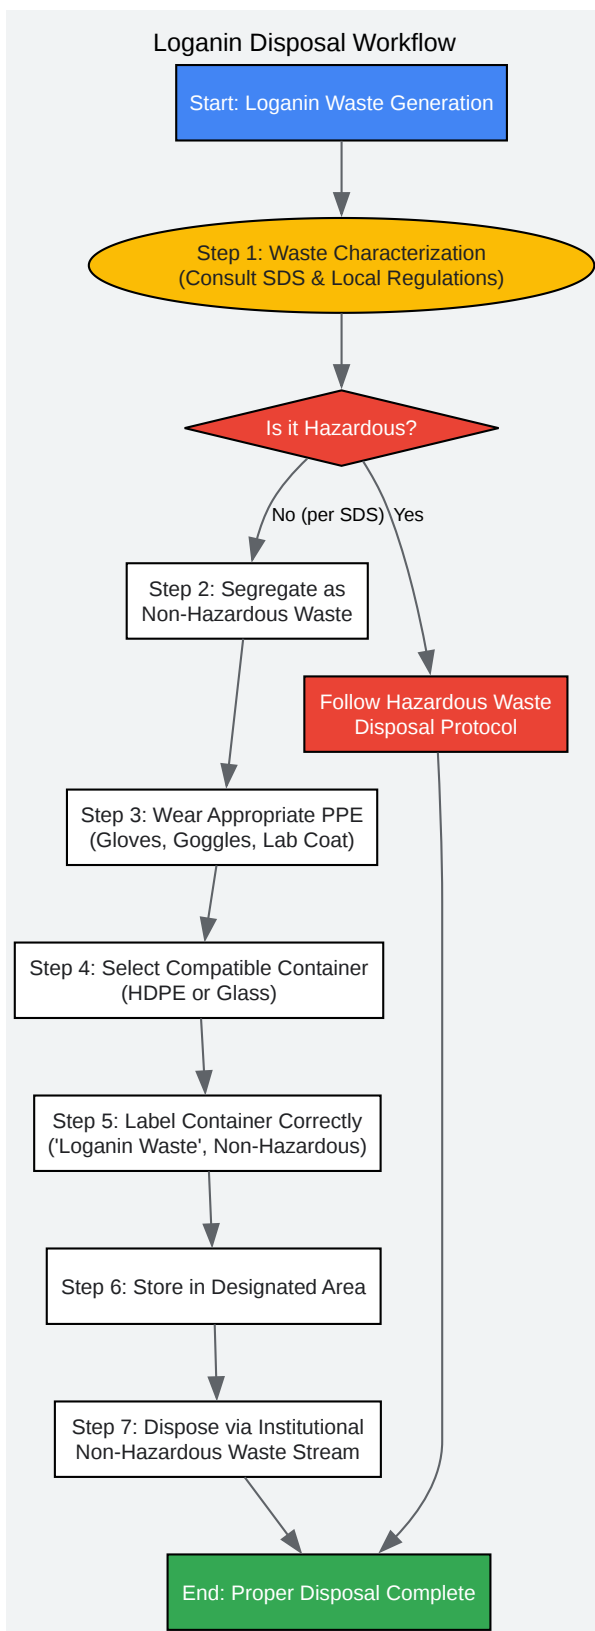 Loganin Disposal Workflow
Start: Loganin Waste Generation
Step 1: Waste Characterization
(Consult SDS & Local Regulations)
Is it Hazardous?
No (per SDS)
Yes
Step 2: Segregate as
Non-Hazardous Waste
Follow Hazardous Waste
Disposal Protocol
Step 3: Wear Appropriate PPE
(Gloves, Goggles, Lab Coat)
Step 4: Select Compatible Container
(HDPE or Glass)
Step 5: Label Container Correctly
('Loganin Waste', Non-Hazardous)
Step 6: Store in Designated Area
Step 7: Dispose via Institutional
Non-Hazardous Waste Stream
End: Proper Disposal Complete